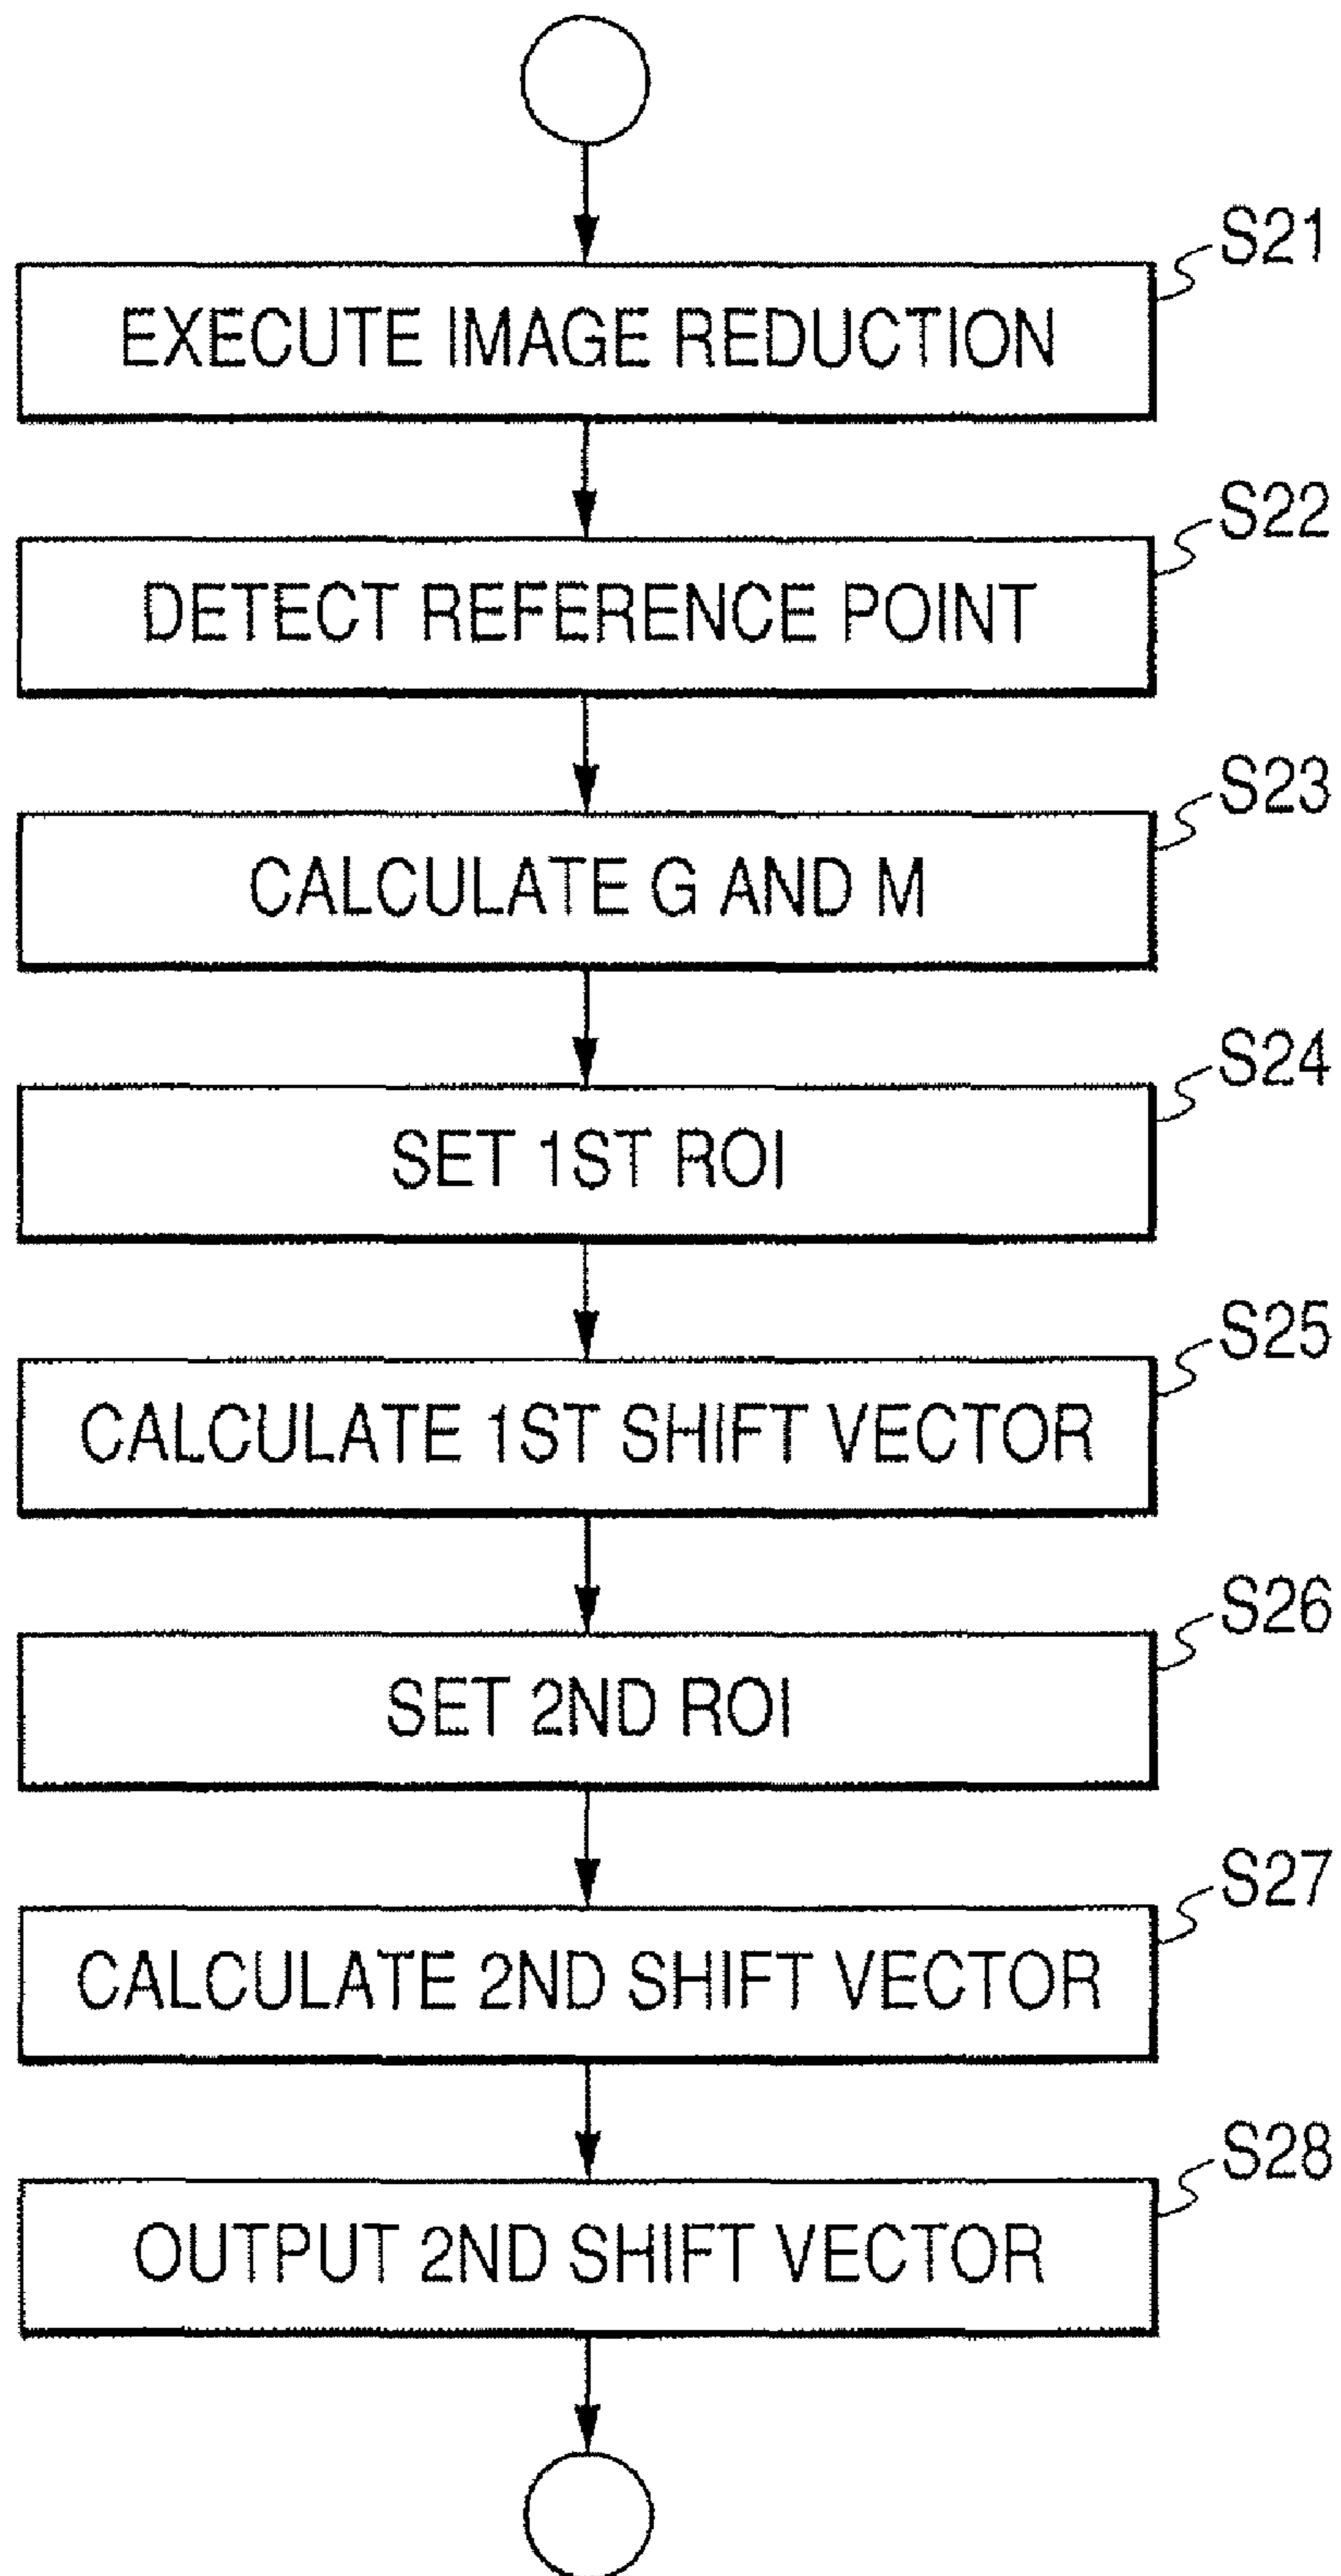 S21
EXECUTE IMAGE REDUCTION
S22
DETECT REFERENCE POINT
S23
CALCULATE G AND M
S24
SET 1ST ROI
S25
CALCULATE 1ST SHIFT VECTOR
S26
SET 2ND ROI
S27
CALCULATE 2ND SHIFT VECTOR
S28
OUTPUT 2ND SHIFT VECTOR